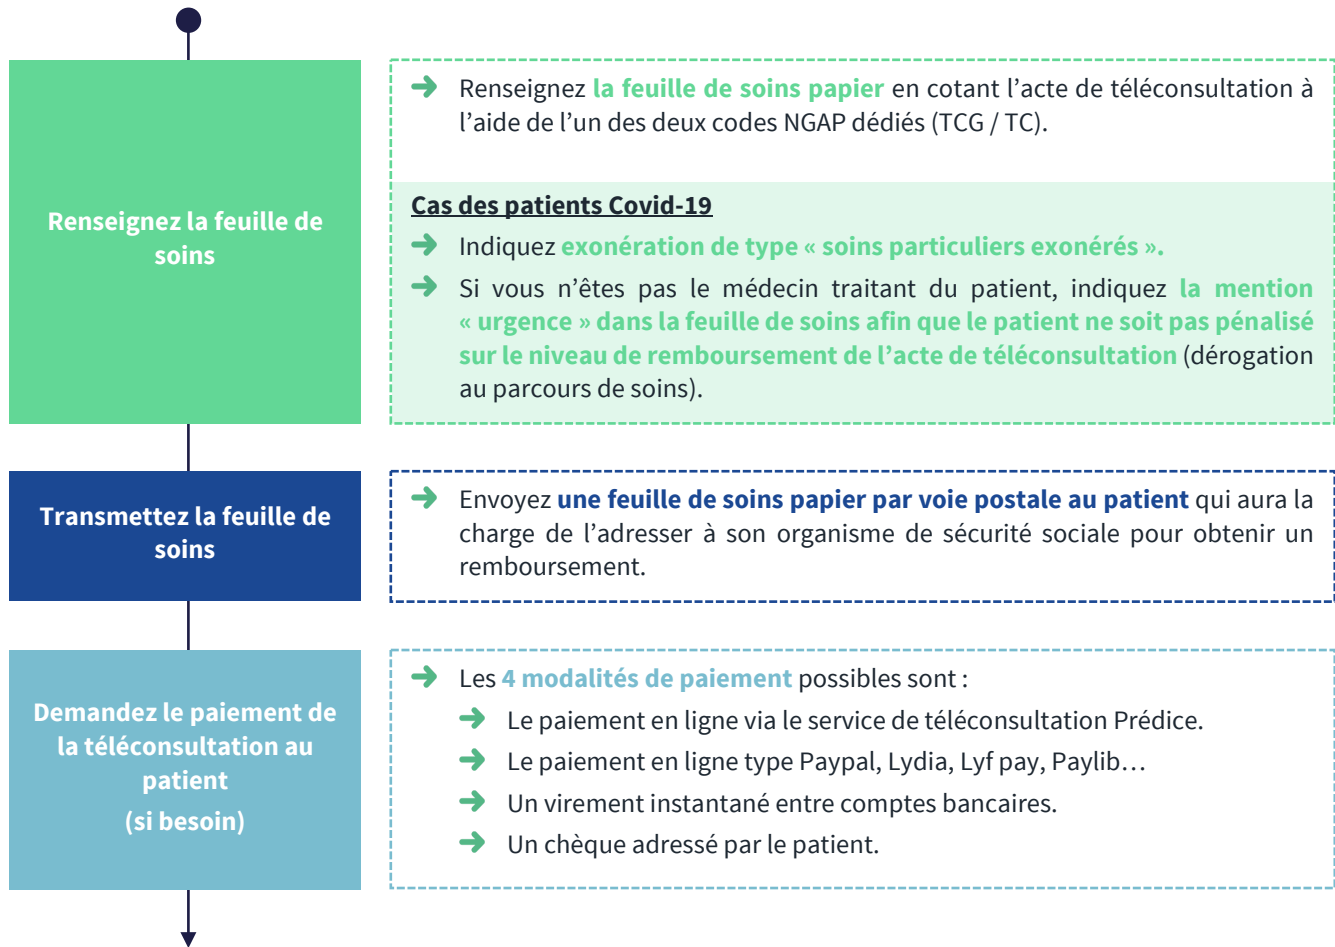 Renseignez la feuille de
soins
➔ Renseignez la feuille de soins papier en cotant l’acte de téléconsultation à
l’aide de l’un des deux codes NGAP dédiés (TCG / TC).
Cas des patients Covid-19
➔ Indiquez exonération de type « soins particuliers exonérés ».
➔ Si vous n’êtes pas le médecin traitant du patient, indiquez la mention
« urgence » dans la feuille de soins afin que le patient ne soit pas pénalisé
sur le niveau de remboursement de l’acte de téléconsultation (dérogation
au parcours de soins).
Transmettez la feuille de
soins
➔ Envoyez une feuille de soins papier par voie postale au patient qui aura la
charge de l’adresser à son organisme de sécurité sociale pour obtenir un
remboursement.
Demandez le paiement de
la téléconsultation au
patient
(si besoin)
➔ Les 4 modalités de paiement possibles sont :
➔ Le paiement en ligne via le service de téléconsultation Prédice.
➔ Le paiement en ligne type Paypal, Lydia, Lyf pay, Paylib…
➔ Un virement instantané entre comptes bancaires.
➔ Un chèque adressé par le patient.